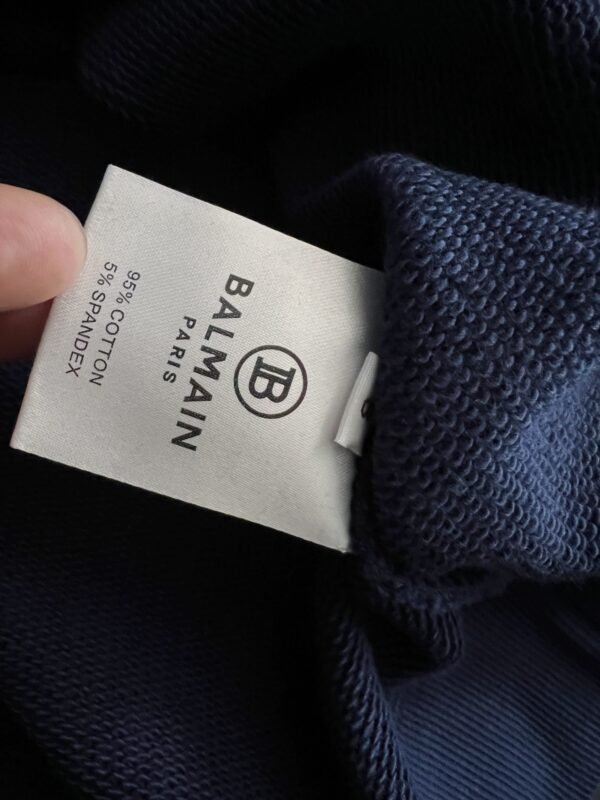 B
BALMAIN
PARIS
95% COTTON
5% SPANDEX